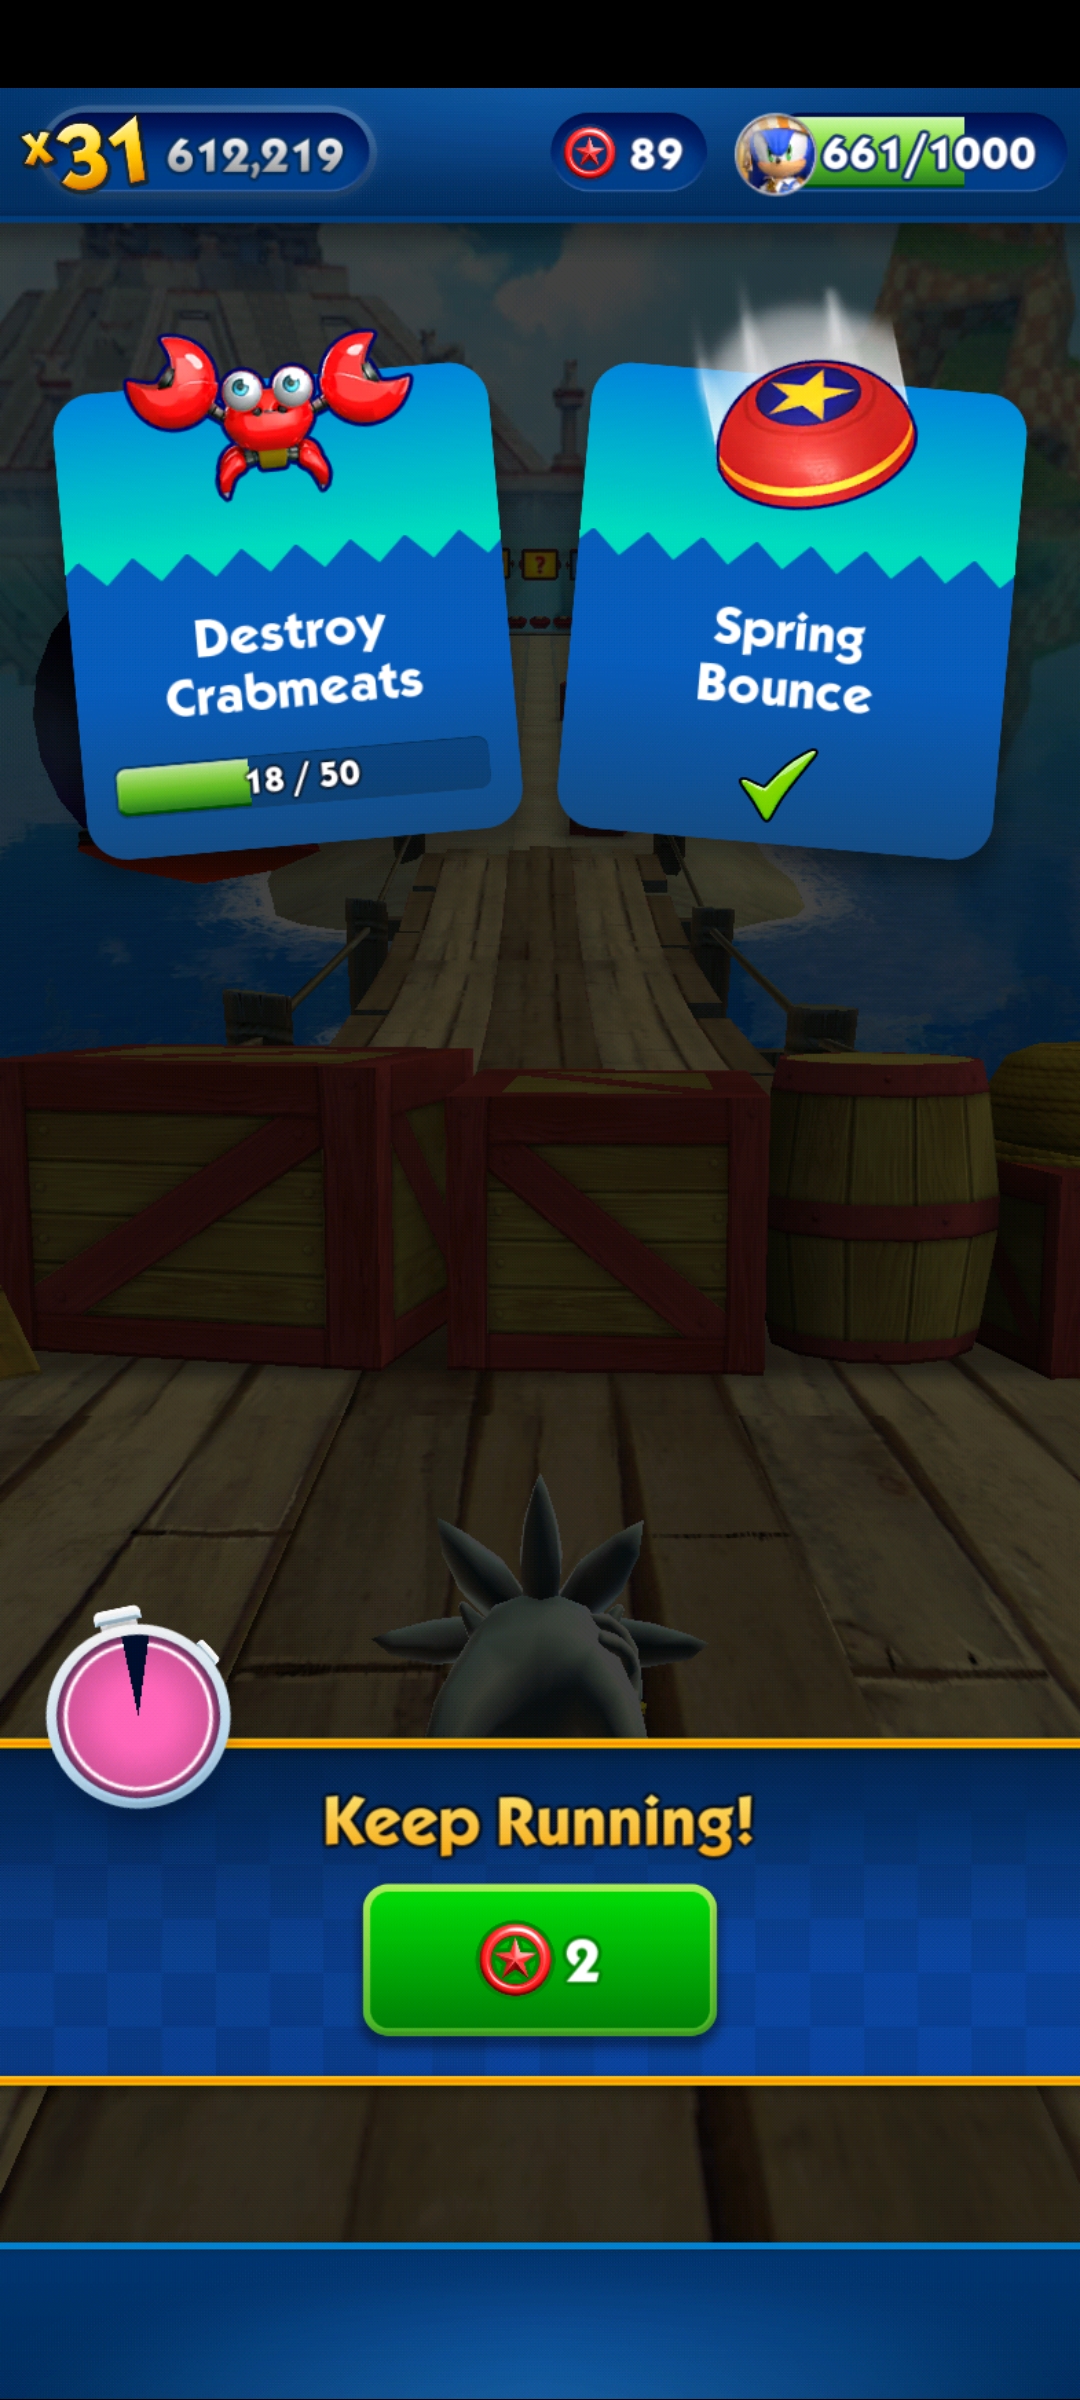 x31 612,219
89
661/1000
?
Destroy
Crabmeats
18 / 50
Spring
Bounce
Keep Running!
2